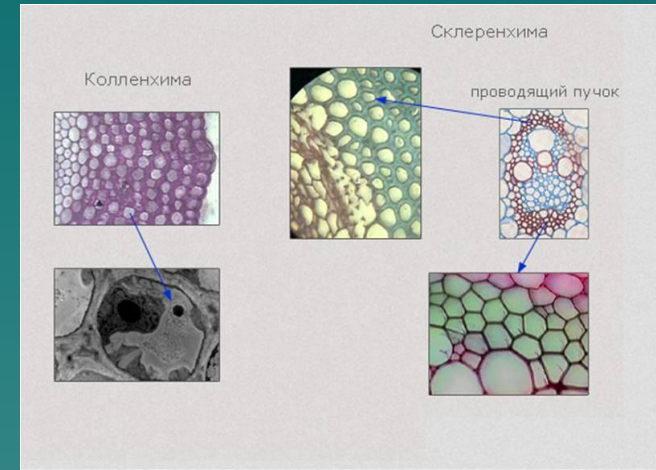 Склеренхима
Колленхима
проводящий пучок